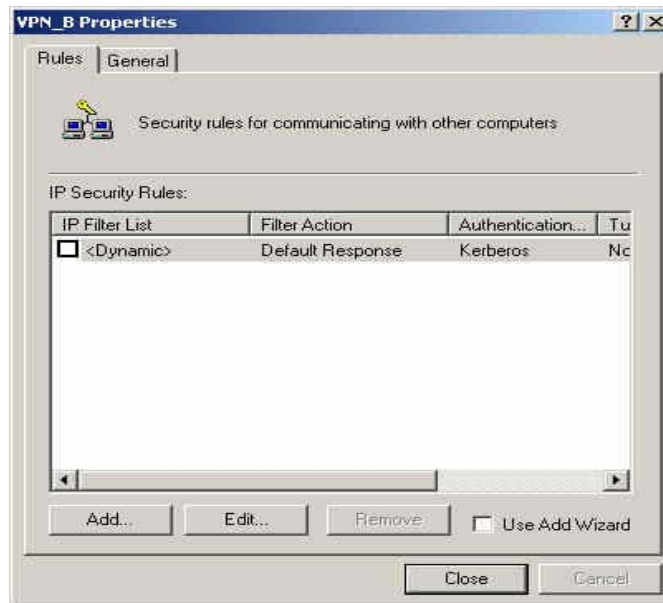 VPN_B Properties
Rules General
Security rules for communicating with other computers
IP Security Rules:
IP Filter List Filter Action Authentication... Tu
<Dynamic> Default Response Kerberos No
Add... Edit... Remove Use Add Wizard
Close Cancel